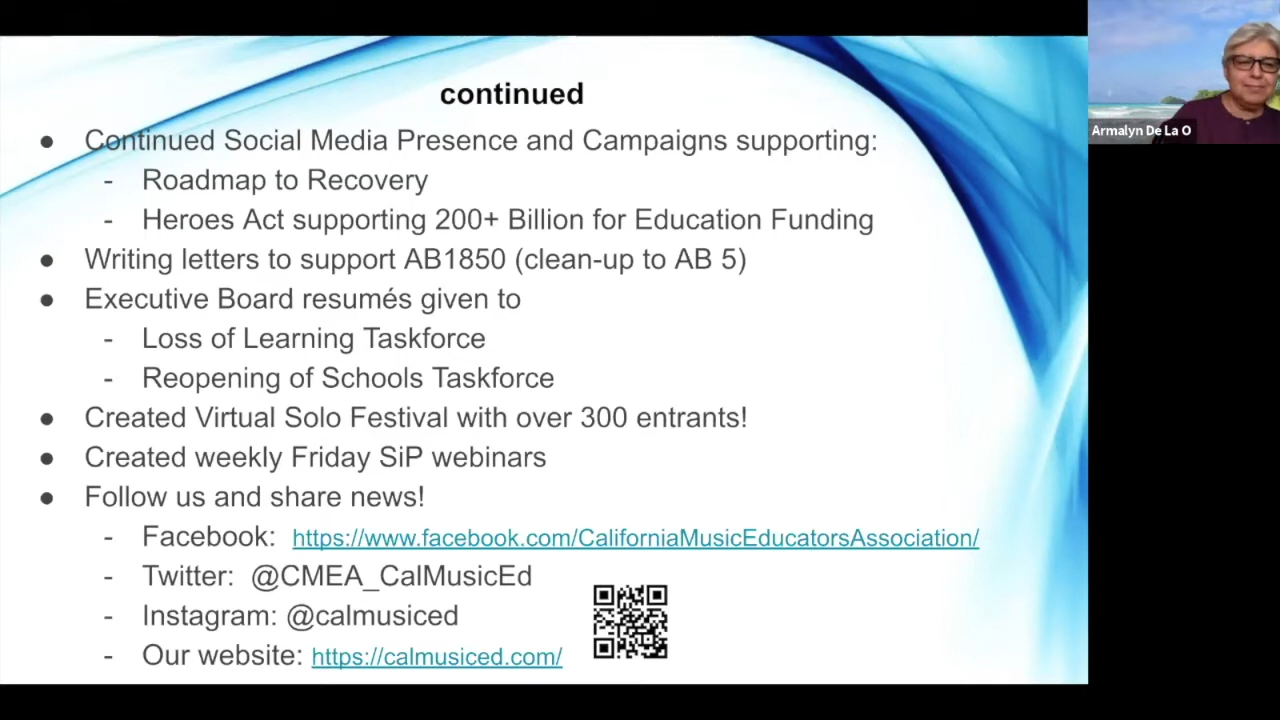 continued
● Continued Social Media Presence and Campaigns supporting:
- Roadmap to Recovery
- Heroes Act supporting 200+ Billion for Education Funding
● Writing letters to support AB1850 (clean-up to AB 5)
● Executive Board resumés given to
- Loss of Learning Taskforce
- Reopening of Schools Taskforce
● Created Virtual Solo Festival with over 300 entrants!
● Created weekly Friday SiP webinars
● Follow us and share news!
- Facebook: https://www.facebook.com/CaliforniaMusicEducatorsAssociation/
- Twitter: @CMEA_CalMusicEd
- Instagram: @calmusiced
- Our website: https://calmusiced.com/
Armalyn De La O